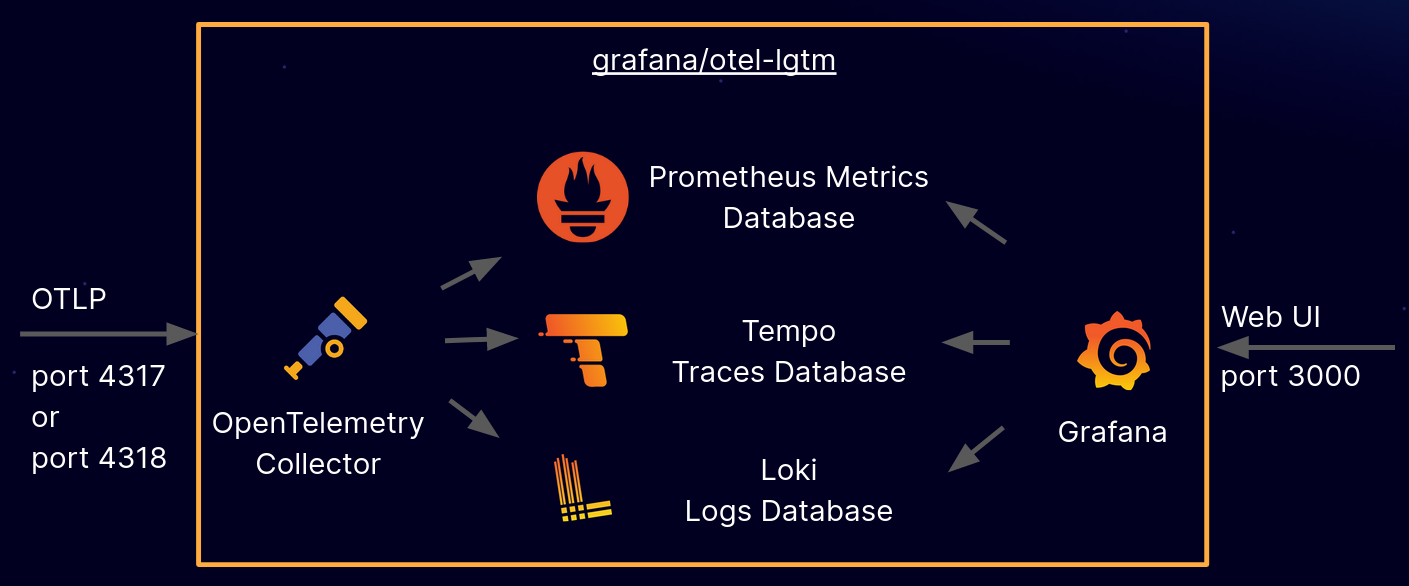 grafana/otel-lgtm
Prometheus Metrics
Database
OTLP
port 4317
or
port 4318
OpenTelemetry
Collector
Tempo
Traces Database
Loki
Logs Database
Grafana
Web UI
port 3000